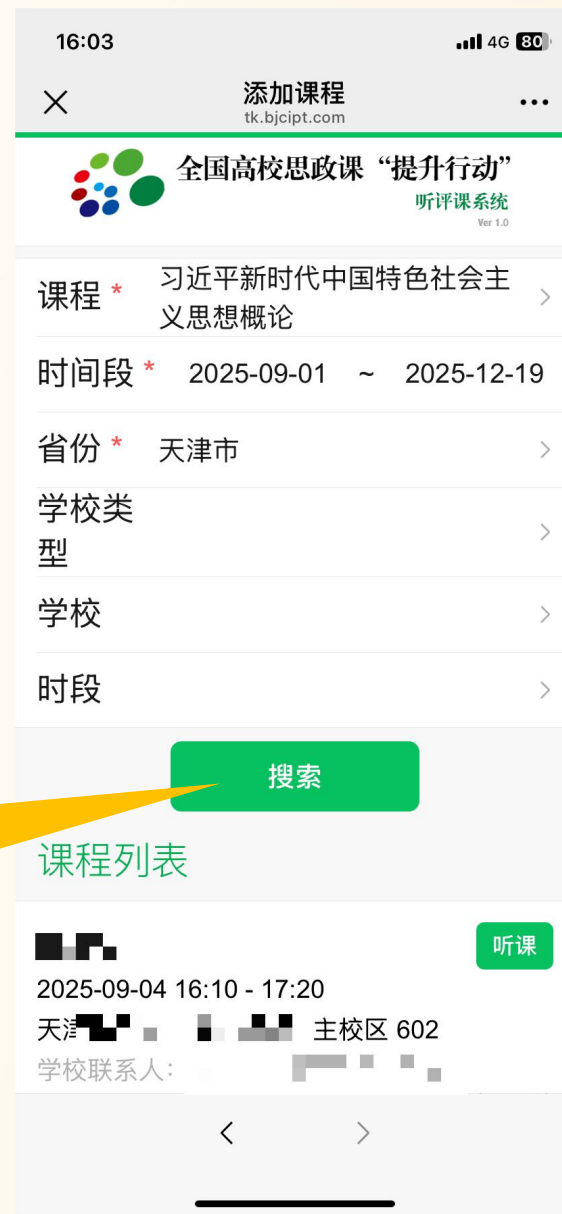 16:03
4G 80
添加课程
tk.bjcipt.com
全国高校思政课“提升行动”
听评课系统
Ver 1.0
课程 * 习近平新时代中国特色社会主
义思想概论
时间段 * 2025-09-01 ~ 2025-12-19
省份 * 天津市
学校类
型
学校
时段
搜索
课程列表
听课
2025-09-04 16:10 - 17:20
天 主校区 602
学校联系人: